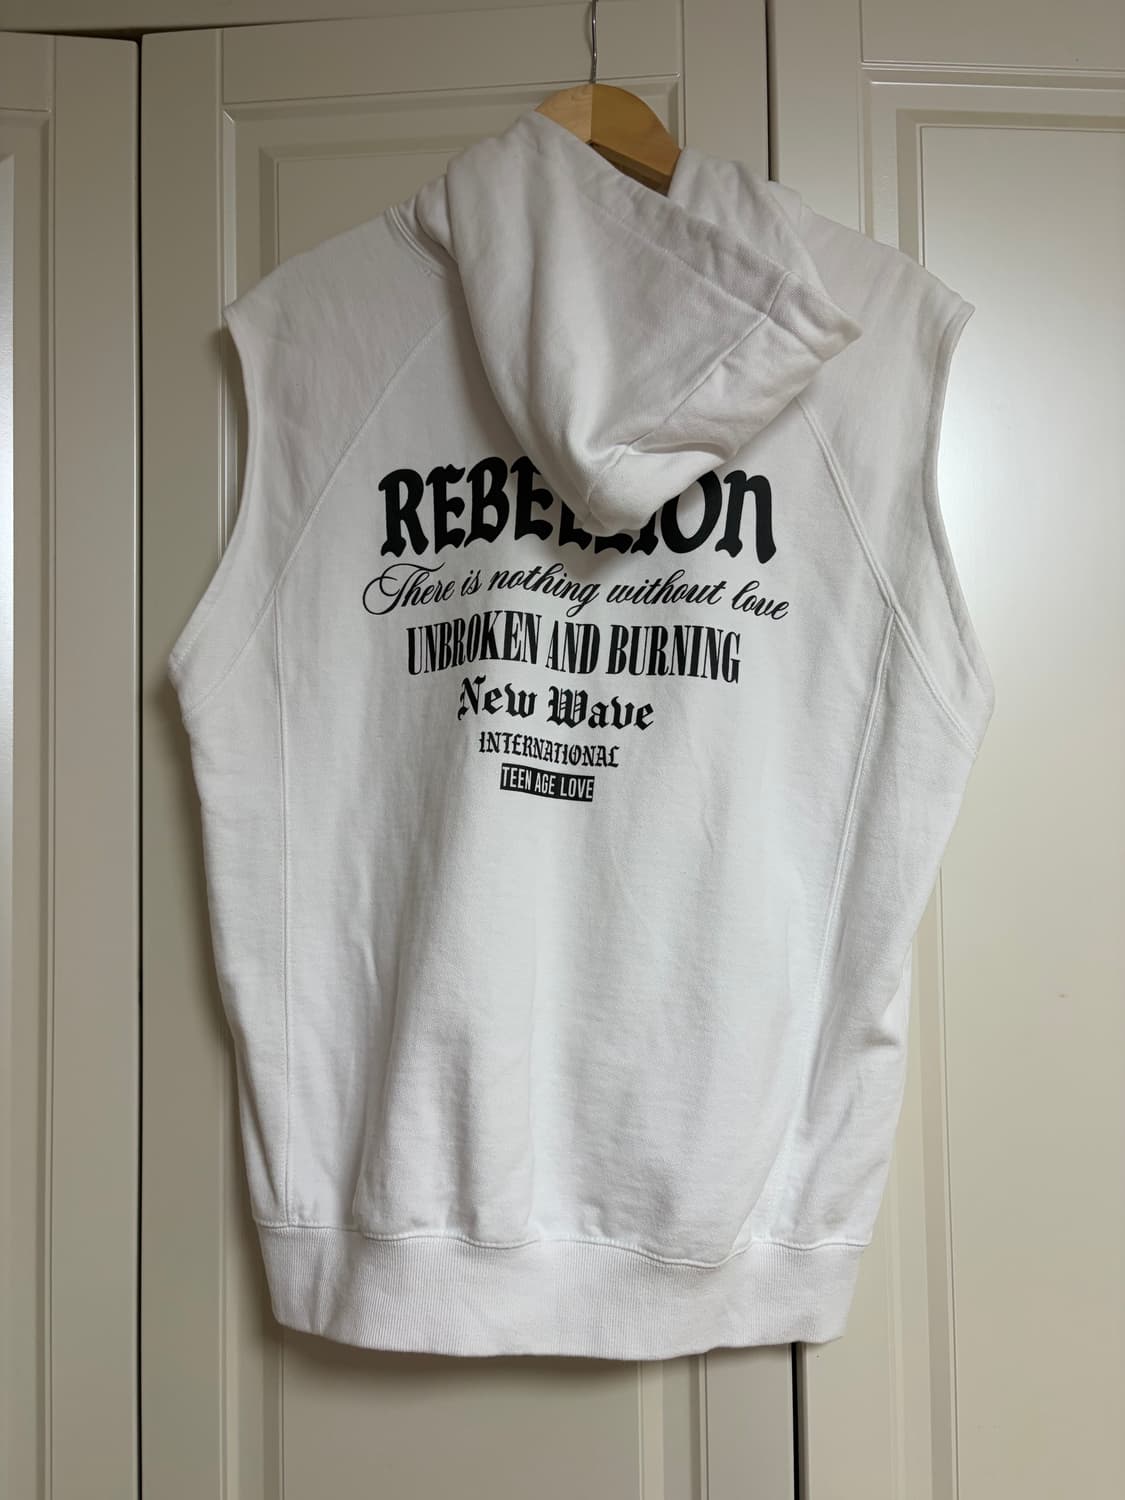 REBELLION
There is nothing without love
UNBROKEN AND BURNING
New Wave
INTERNATIONAL
TEEN AGE LOVE